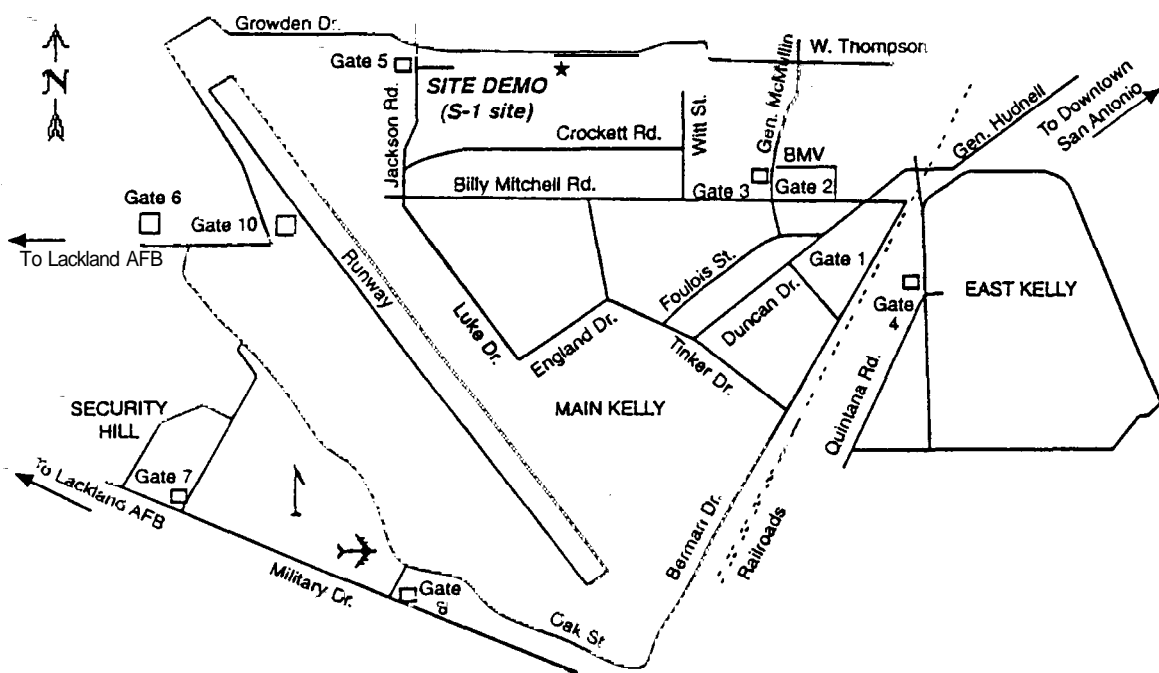 Growden Dr.
W. Thompson
Gate 5
N
SITE DEMO
(S-1 site)
Gen. McMullin
Gen. Hudnell
To Downtown
San Antonio
Jackson Rd.
Crockett Rd.
Witt St.
BMV
Billy Mitchell Rd.
Gate 3
Gate 2
Gate 6
Gate 10
To Lackland AFB
Runway
Luke Dr.
Foulois St.
Gate 1
Duncan Dr.
Gate
4
EAST KELLY
England Dr.
Tinker Dr.
Quintana Rd.
MAIN KELLY
SECURITY
HILL
Gate 7
To Lackland AFB
Berman Dr.
Railroads
Military Dr.
Gate
8
Oak St